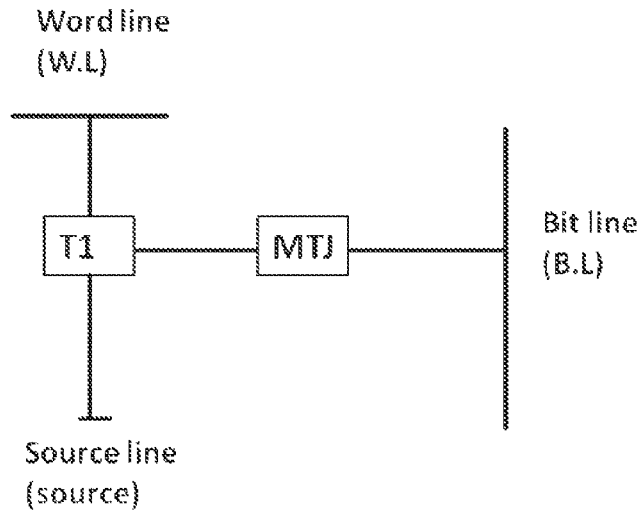 Word line
(W.L)
T1
MTJ
Bit line
(B.L)
Source line
(source)